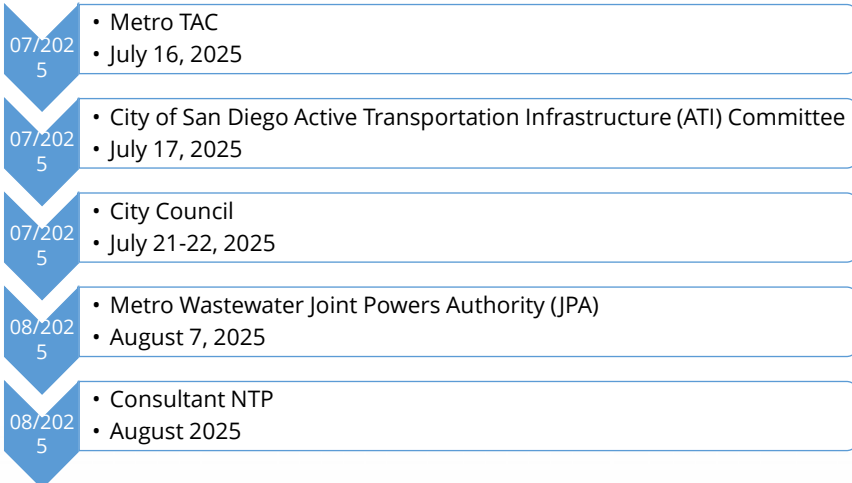 07/202
5
• Metro TAC
• July 16, 2025
07/202
5
• City of San Diego Active Transportation Infrastructure (ATI) Committee
• July 17, 2025
07/202
5
• City Council
• July 21-22, 2025
08/202
5
• Metro Wastewater Joint Powers Authority (JPA)
• August 7, 2025
08/202
5
• Consultant NTP
• August 2025